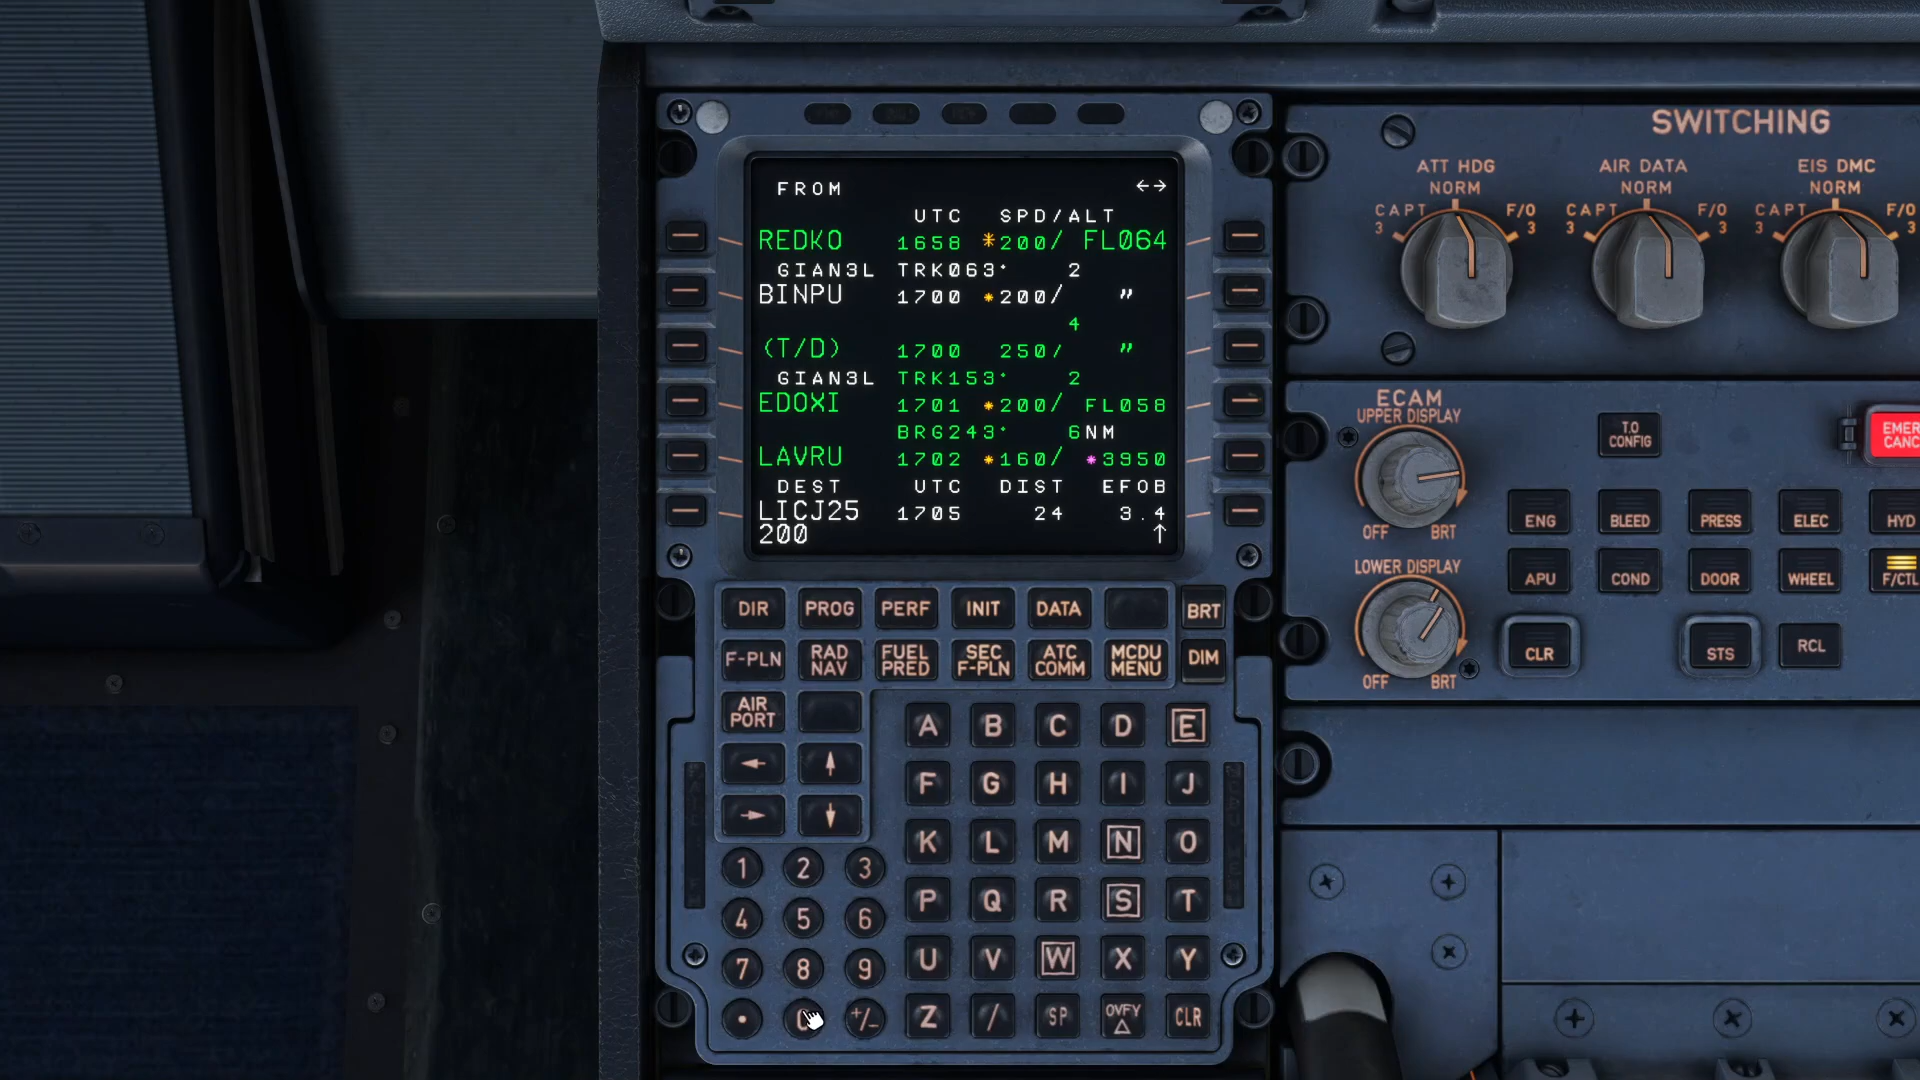 FROM ←→
UTC SPD/ALT
REDKO 1658 *200/ FL064
GIAN3L TRK063° 2
BINPU 1700 *200/ "
4
(T/D) 1700 250/ "
GIAN3L TRK153° 2
EDOXI 1701 *200/ FL058
BRG243° 6NM
LAVRU 1702 *160/ *3950
DEST UTC DIST EFOB
LICJ25 1705 24 3.4
200 ↑
DIR PROG PERF INIT DATA BRT
F-PLN RAD NAV FUEL PRED SEC F-PLN ATC COMM MCDU MENU DIM
AIR PORT
← ↑
→ ↓
A B C D E
F G H I J
K L M N O
P Q R S T
U V W X Y
Z / SP OVFY △ CLR
1 2 3
4 5 6
7 8 9
. 0 +/-
SWITCHING
ATT HDG AIR DATA EIS DMC
NORM NORM NORM
CAPT 3 F/O 3 CAPT 3 F/O 3 CAPT 3 F/O 3
ECAM
UPPER DISPLAY
OFF BRT
T.O CONFIG
EMER CANC
LOWER DISPLAY
OFF BRT
ENG BLEED PRESS ELEC HYD
APU COND DOOR WHEEL F/CTL
CLR STS RCL